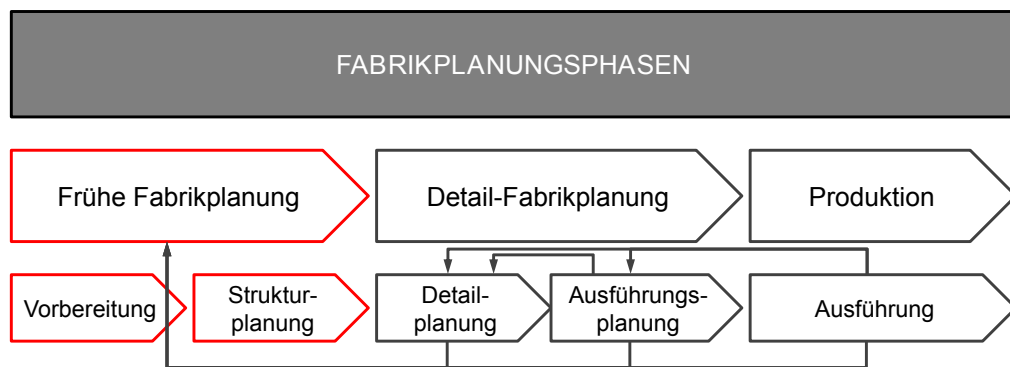 FABRIKPLANUNGSPHASEN
Frühe Fabrikplanung
Detail-Fabrikplanung
Produktion
Vorbereitung
Struktur-
planung
Detail-
planung
Ausführungs-
planung
Ausführung